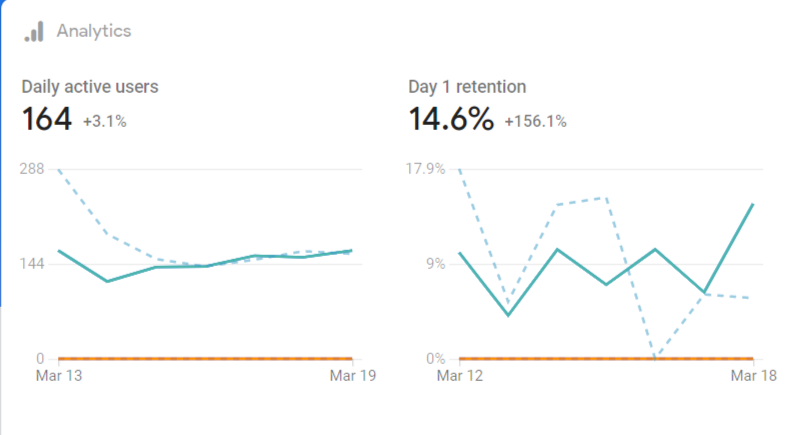 Analytics
Daily active users
164 +3.1%
288
144
0
Mar 13 Mar 19
Day 1 retention
14.6% +156.1%
17.9%
9%
0%
Mar 12 Mar 18